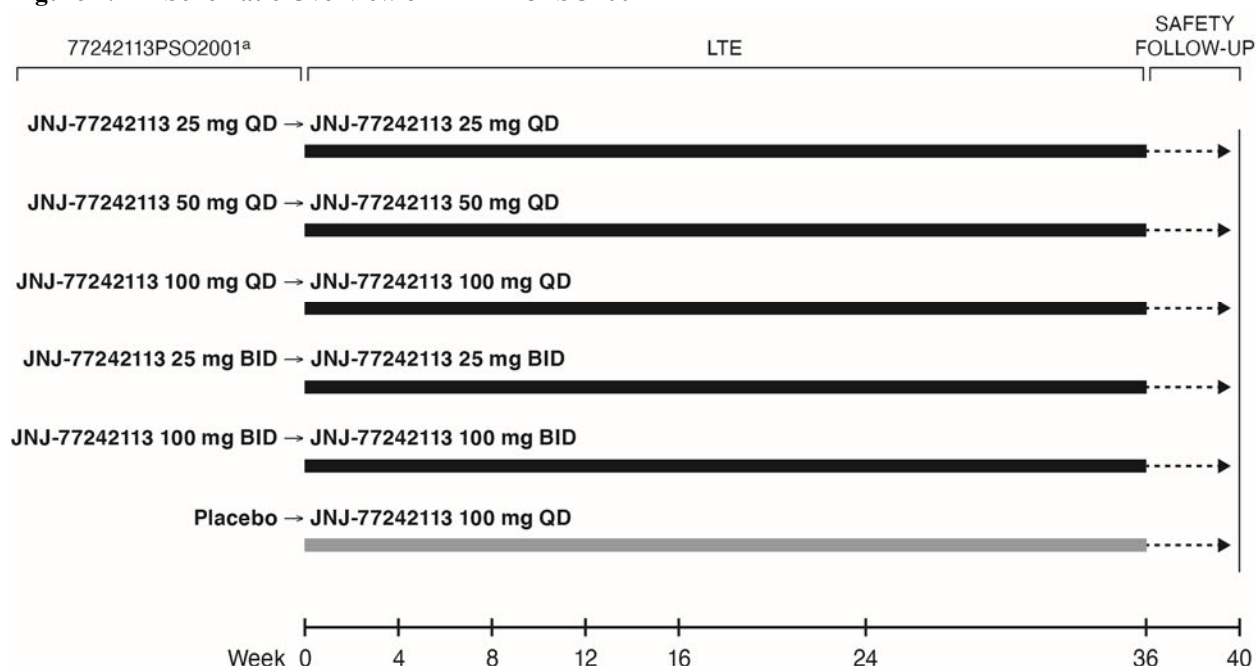 SAFETY
77242113PSO2001ᵃ LTE FOLLOW-UP
JNJ-77242113 25 mg QD → JNJ-77242113 25 mg QD
JNJ-77242113 50 mg QD → JNJ-77242113 50 mg QD
JNJ-77242113 100 mg QD → JNJ-77242113 100 mg QD
JNJ-77242113 25 mg BID → JNJ-77242113 25 mg BID
JNJ-77242113 100 mg BID → JNJ-77242113 100 mg BID
Placebo → JNJ-77242113 100 mg QD
Week 0 4 8 12 16 24 36 40